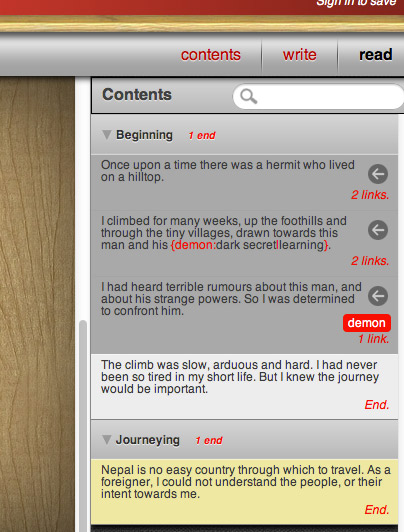 Sign in to save
contents write read
Contents
Beginning 1 end
Once upon a time there was a hermit who lived
on a hilltop.
2 links.
I climbed for many weeks, up the foothills and
through the tiny villages, drawn towards this
man and his {demon:dark secret|learning}.
2 links.
I had heard terrible rumours about this man, and
about his strange powers. So I was determined
to confront him.
demon
1 link.
The climb was slow, arduous and hard. I had never
been so tired in my short life. But I knew the journey
would be important.
End.
Journeying 1 end
Nepal is no easy country through which to travel. As a
foreigner, I could not understand the people, or their
intent towards me.
End.